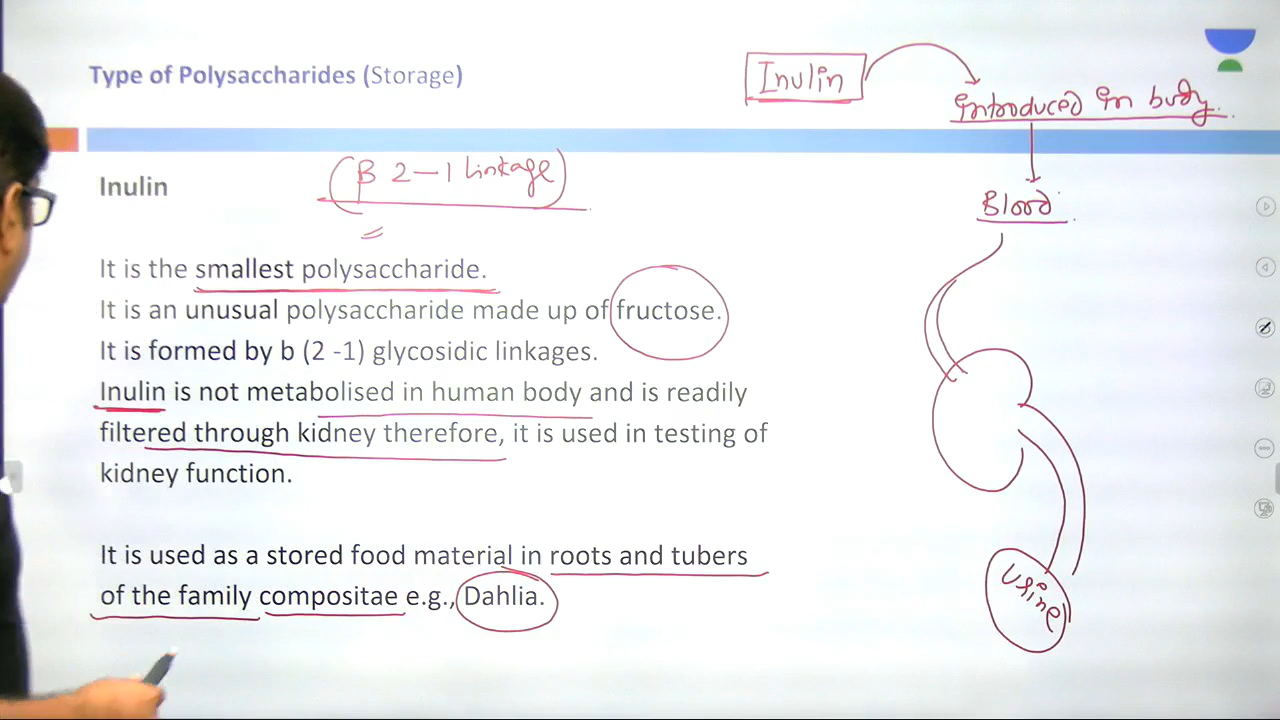 Type of Polysaccharides (Storage)
Inulin
introduced in body.
Blood
Inulin
(β 2-1 linkage)
It is the smallest polysaccharide.
It is an unusual polysaccharide made up of fructose.
It is formed by b (2 -1) glycosidic linkages.
Inulin is not metabolised in human body and is readily
filtered through kidney therefore, it is used in testing of
kidney function.
It is used as a stored food material in roots and tubers
of the family compositae e.g., Dahlia.
Urine